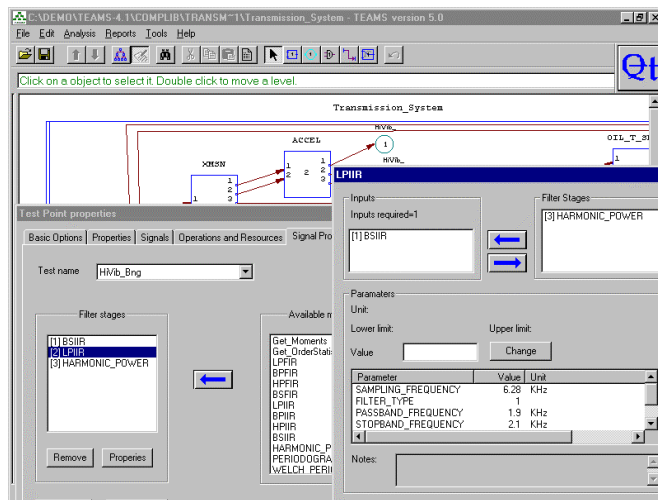 C:\DEMO\TEAMS-4.1\COMPLIB\TRANSM~1\Transmission_System - TEAMS version 5.0
File Edit Analysis Reports Tools Help
Qt
Click on a object to select it. Double click to move a level.
Transmission_System
HiVib_
ACCEL
1
OIL_T_S
XMSN
1
2
2
1
2
3
HiVib_
1
2
3
1
1
2
LPIIR
Inputs
Inputs required=1
[1] BSIIR
Filter Stages
[3] HARMONIC_POWER
Test Point properties
Basic Options Properties Signals Operations and Resources Signal Pro
Test name HiVib_Bng
Filter stages
[1] BSIIR
[2] LPIIR
[3] HARMONIC_POWER
Remove Properies
Available m
Get_Moments
Get_OrderStatis
LPFIR
BPFIR
HPFIR
BSFIR
LPIIR
BPIIR
HPIIR
BSIIR
HARMONIC_P
PERIODOGRA
WELCH_PERI
Paramaters
Unit:
Lower limit: Upper limit:
Value Change
Parameter Value Unit
SAMPLING_FREQUENCY 6.28 KHz
FILTER_TYPE 1
PASSBAND_FREQUENCY 1.9 KHz
STOPBAND_FREQUENCY 2.1 KHz
Notes: